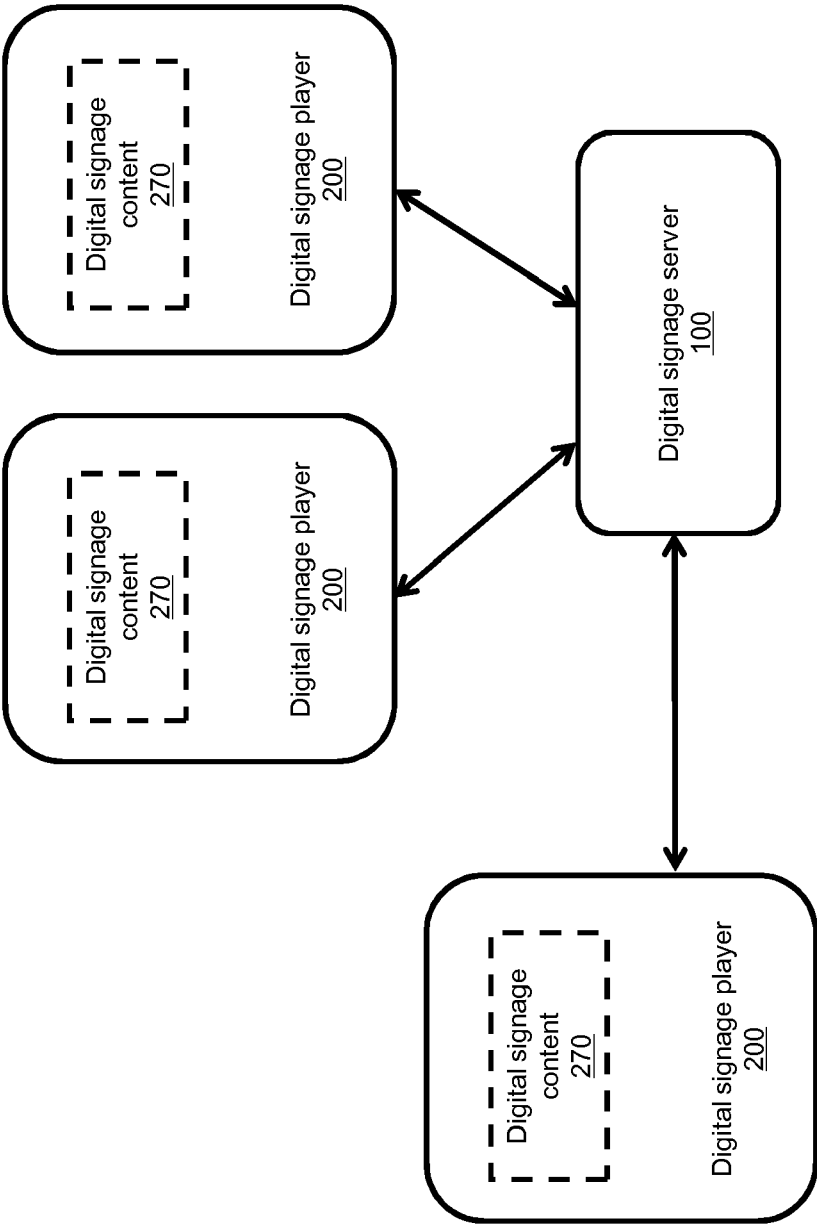 Digital signage
content
270
Digital signage player
200
Digital signage
content
270
Digital signage player
200
Digital signage
content
270
Digital signage player
200
Digital signage server
100